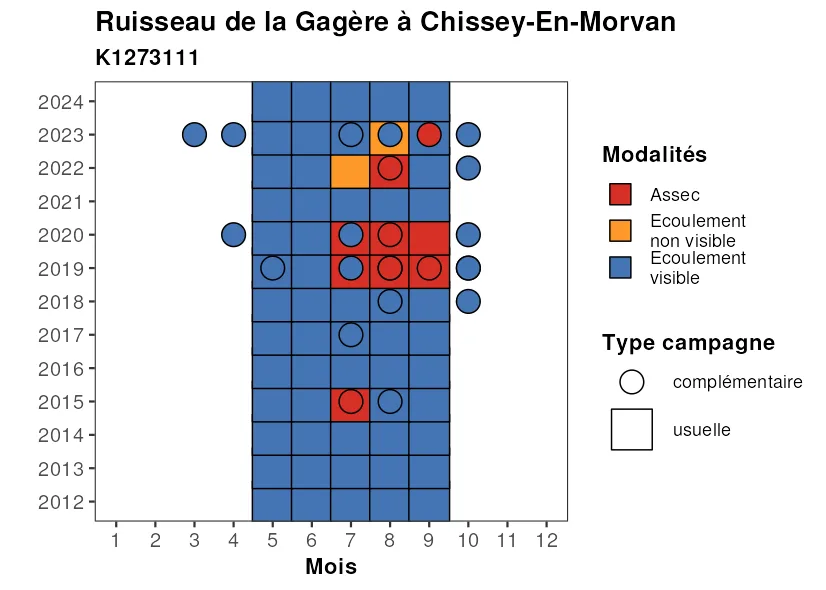 Ruisseau de la Gagère à Chissey-En-Morvan
K1273111
2024
2023
2022
2021
2020
2019
2018
2017
2016
2015
2014
2013
2012
1 2 3 4 5 6 7 8 9 10 11 12
Mois
Modalités
Assec
Ecoulement
non visible
Ecoulement
visible
Type campagne
complémentaire
usuelle